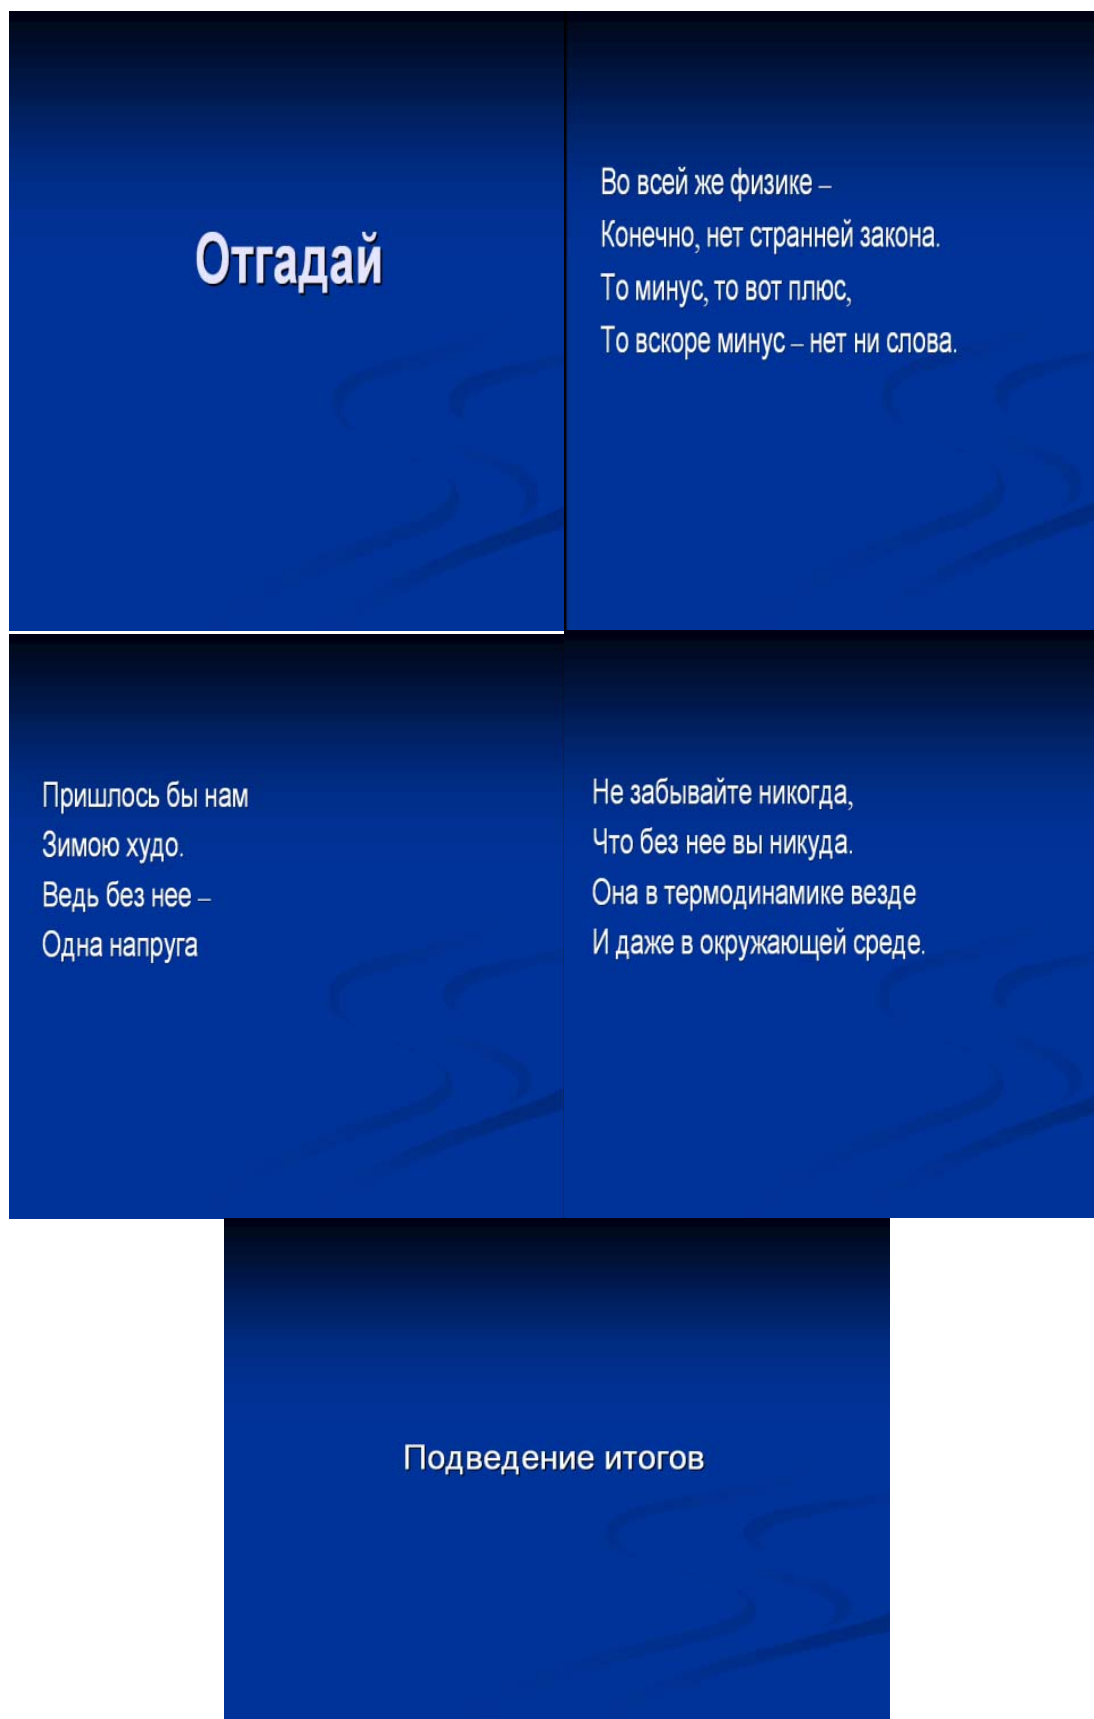 Отгадай
Во всей же физике –
Конечно, нет странней закона.
То минус, то вот плюс,
То вскоре минус – нет ни слова.
Пришлось бы нам
Зимою худо.
Ведь без нее –
Одна напруга
Не забывайте никогда,
Что без нее вы никуда.
Она в термодинамике везде
И даже в окружающей среде.
Подведение итогов